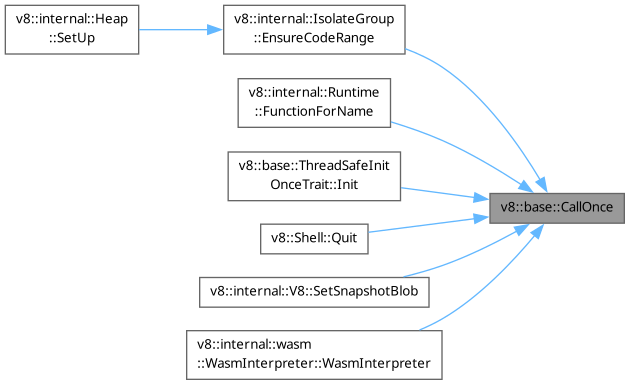 v8::internal::Heap
::SetUp
v8::internal::IsolateGroup
::EnsureCodeRange
v8::internal::Runtime
::FunctionForName
v8::base::ThreadSafeInit
OnceTrait::Init
v8::base::CallOnce
v8::Shell::Quit
v8::internal::V8::SetSnapshotBlob
v8::internal::wasm
::WasmInterpreter::WasmInterpreter